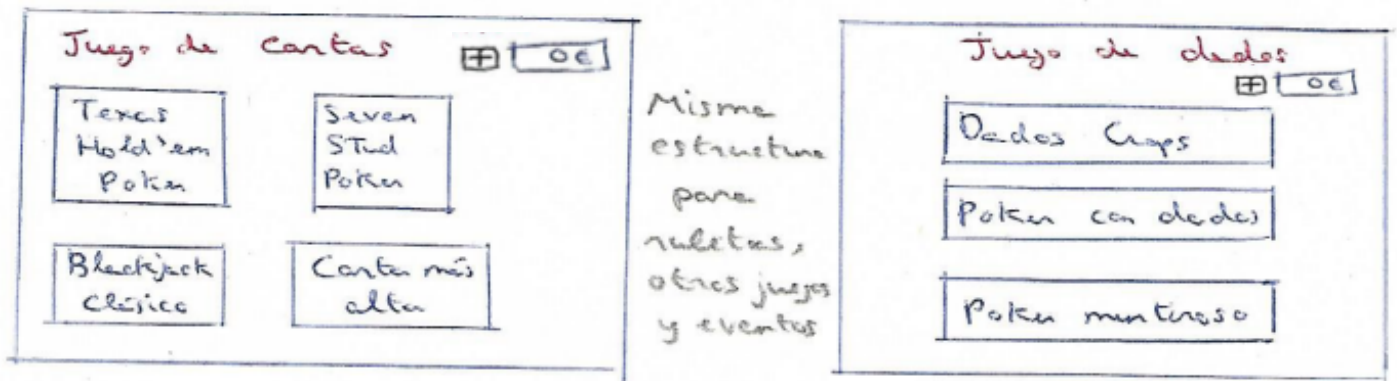 Juego de cartas
+ 0€
Texas
Hold'em
Poker
Seven
STud
Poker
Blackjack
Clásico
Carta más
alta
Misma
estructura
para
ruletas,
otros juegos
y eventos
Juego de dados
+ 0€
Dados Craps
Poker con dados
Poker mentiroso